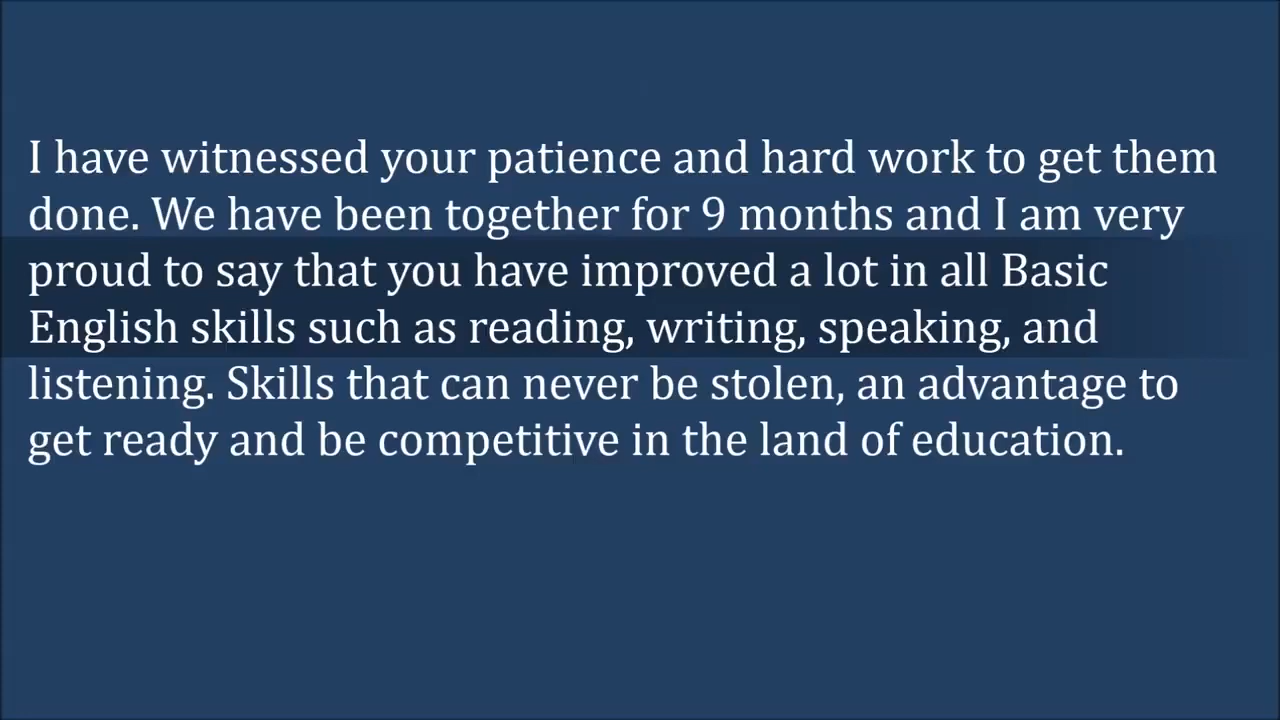 I have witnessed your patience and hard work to get them
done. We have been together for 9 months and I am very
proud to say that you have improved a lot in all Basic
English skills such as reading, writing, speaking, and
listening. Skills that can never be stolen, an advantage to
get ready and be competitive in the land of education.